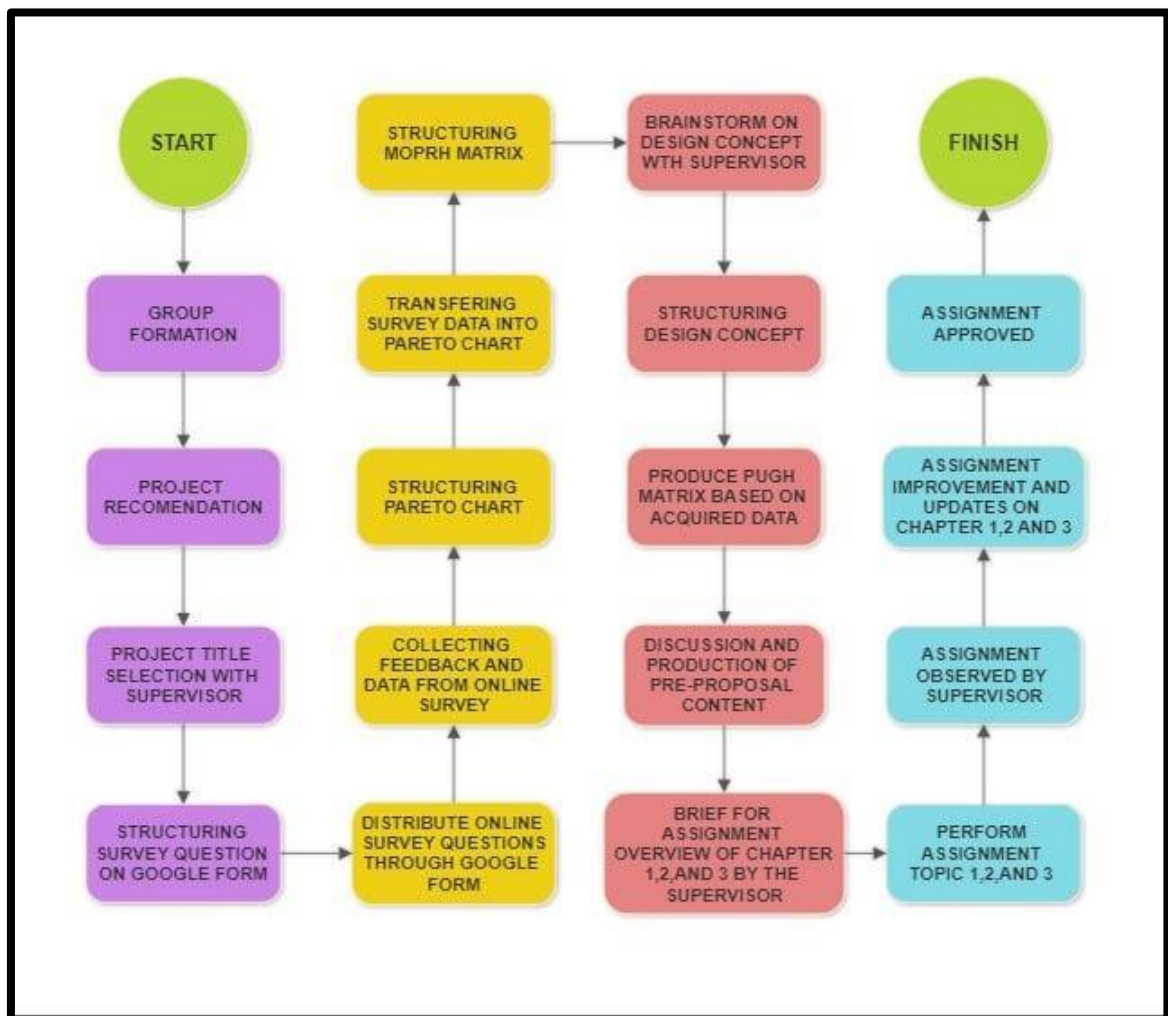 START
GROUP
FORMATION
PROJECT
RECOMENDATION
PROJECT TITLE
SELECTION WITH
SUPERVISOR
STRUCTURING
SURVEY QUESTION
ON GOOGLE FORM
DISTRIBUTE ONLINE
SURVEY QUESTIONS
THROUGH GOOGLE
FORM
COLLECTING
FEEDBACK AND
DATA FROM ONLINE
SURVEY
STRUCTURING
PARETO CHART
TRANSFERING
SURVEY DATA INTO
PARETO CHART
STRUCTURING
MOPRH MATRIX
BRAINSTORM ON
DESIGN CONCEPT
WTH SUPERVISOR
STRUCTURING
DESIGN CONCEPT
PRODUCE PUGH
MATRIX BASED ON
ACQUIRED DATA
DISCUSSION AND
PRODUCTION OF
PRE-PROPOSAL
CONTENT
BRIEF FOR
ASSIGNMENT
OVERVIEW OF CHAPTER
1,2,AND 3 BY THE
SUPERVISOR
PERFORM
ASSIGNMENT
TOPIC 1,2,AND 3
ASSIGNMENT
OBSERVED BY
SUPERVISOR
ASSIGNMENT
IMPROVEMENT AND
UPDATES ON
CHAPTER 1,2 AND 3
ASSIGNMENT
APPROVED
FINISH